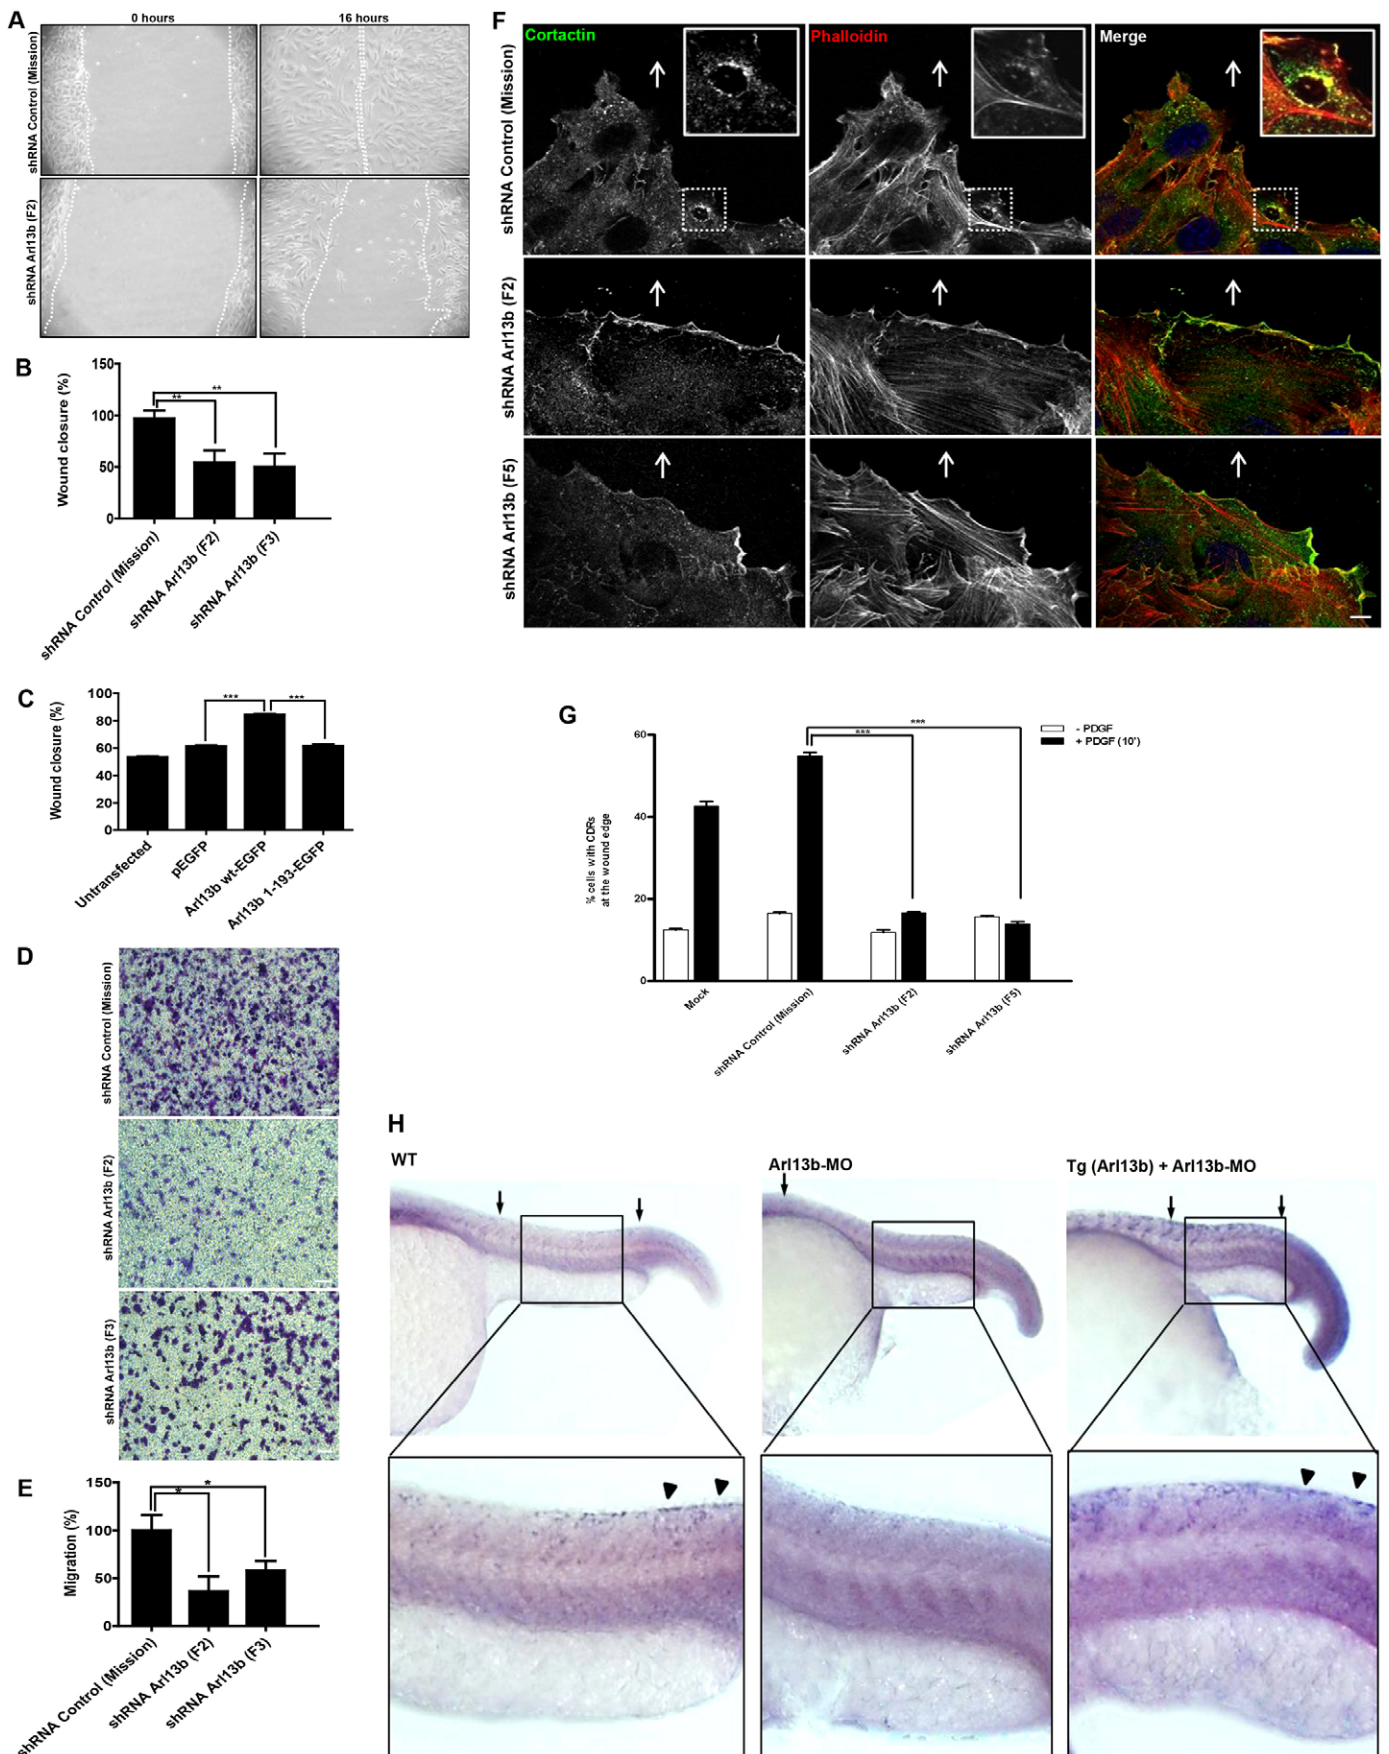 A
0 hours
16 hours
shRNA Control (Mission)
shRNA Arl13b (F2)
B
Wound closure (%)
150
100
50
0
**
**
shRNA Control (Mission)
shRNA Arl13b (F2)
shRNA Arl13b (F3)
C
Wound closure (%)
100
80
60
40
20
0
***
***
Untransfected
pEGFP
Arl13b wt-EGFP
Arl13b 1-193-EGFP
D
shRNA Control (Mission)
shRNA Arl13b (F2)
shRNA Arl13b (F3)
E
Migration (%)
150
100
50
0
*
*
shRNA Control (Mission)
shRNA Arl13b (F2)
shRNA Arl13b (F3)
F
Cortactin
Phalloidin
Merge
shRNA Control (Mission)
shRNA Arl13b (F2)
shRNA Arl13b (F5)
G
% cells with CDRs
at the wound edge
60
40
20
0
***
***
- PDGF
+ PDGF (10')
Mock
shRNA Control (Mission)
shRNA Arl13b (F2)
shRNA Arl13b (F5)
H
WT
Arl13b-MO
Tg (Arl13b) + Arl13b-MO